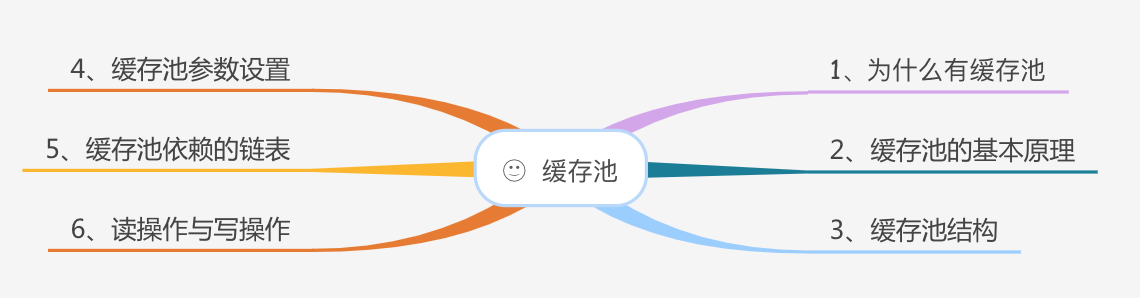 4、缓存池参数设置
1、为什么有缓存池
5、缓存池依赖的链表
2、缓存池的基本原理
缓存池
6、读操作与写操作
3、缓存池结构